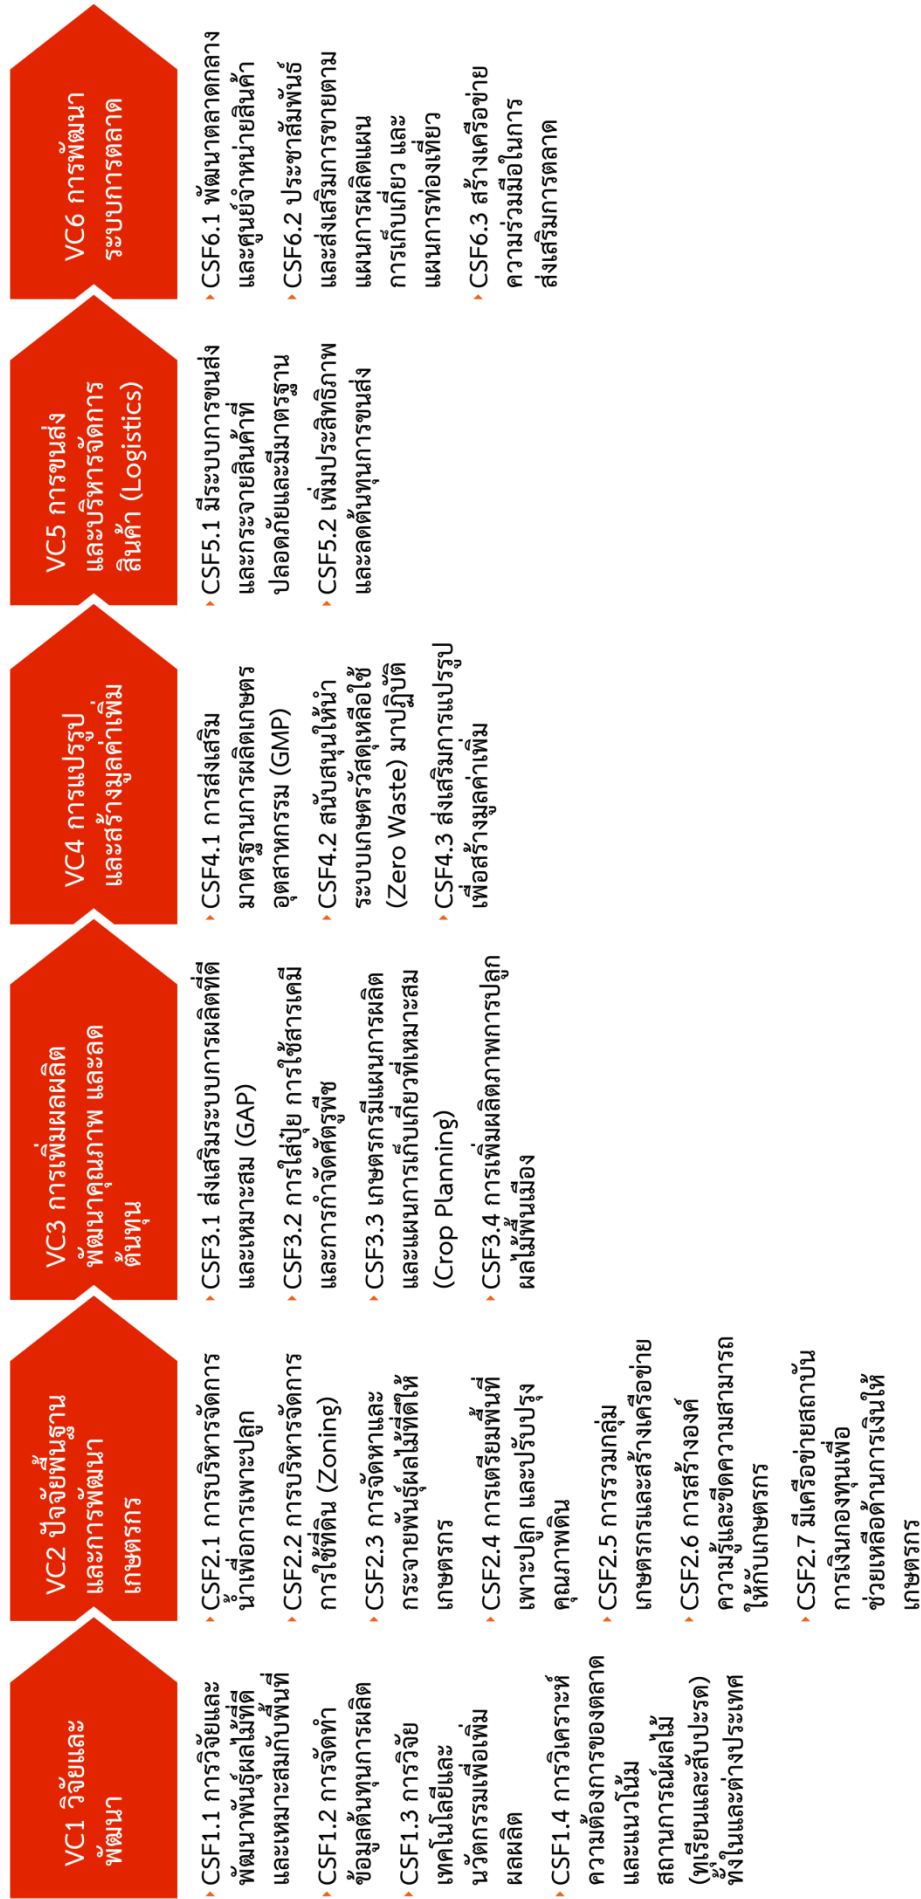 VC1 วิจัยและ
พัฒนา
▸ CSF1.1 การวิจัยและ
พัฒนาพันธุ์ผลไม้ที่ดี
และเหมาะสมกับพื้นที่
▸ CSF1.2 การจัดทำ
ข้อมูลต้นทุนการผลิต
▸ CSF1.3 การวิจัย
เทคโนโลยีและ
นวัตกรรมเพื่อเพิ่ม
ผลผลิต
▸ CSF1.4 การวิเคราะห์
ความต้องการของตลาด
และแนวโน้ม
สถานการณ์ผลไม้
(ทุเรียนและสับปะรด)
ทั้งในและต่างประเทศ
VC2 ปัจจัยพื้นฐาน
และการพัฒนา
เกษตรกร
▸ CSF2.1 การบริหารจัดการ
น้ำเพื่อการเพาะปลูก
▸ CSF2.2 การบริหารจัดการ
การใช้ที่ดิน (Zoning)
▸ CSF2.3 การจัดหาและ
กระจายพันธุ์ผลไม้ที่ดีให้
เกษตรกร
▸ CSF2.4 การเตรียมพื้นที่
เพาะปลูก และปรับปรุง
คุณภาพดิน
▸ CSF2.5 การรวมกลุ่ม
เกษตรกรและสร้างเครือข่าย
▸ CSF2.6 การสร้างองค์
ความรู้และขีดความสามารถ
ให้กับเกษตรกร
▸ CSF2.7 มีเครือข่ายสถาบัน
การเงินกองทุนเพื่อ
ช่วยเหลือด้านการเงินให้
เกษตรกร
VC3 การเพิ่มผลผลิต
พัฒนาคุณภาพ และลด
ต้นทุน
▸ CSF3.1 ส่งเสริมระบบการผลิตที่ดี
และเหมาะสม (GAP)
▸ CSF3.2 การใส่ปุ๋ย การใช้สารเคมี
และการกำจัดศัตรูพืช
▸ CSF3.3 เกษตรกรมีแผนการผลิต
และแผนการเก็บเกี่ยวที่เหมาะสม
(Crop Planning)
▸ CSF3.4 การเพิ่มผลิตภาพการปลูก
ผลไม้พื้นเมือง
VC4 การแปรรูป
และสร้างมูลค่าเพิ่ม
▸ CSF4.1 การส่งเสริม
มาตรฐานการผลิตเกษตร
อุตสาหกรรม (GMP)
▸ CSF4.2 สนับสนุนให้นำ
ระบบเกษตรวัสดุเหลือใช้
(Zero Waste) มาปฏิบัติ
▸ CSF4.3 ส่งเสริมการแปรรูป
เพื่อสร้างมูลค่าเพิ่ม
VC5 การขนส่ง
และบริหารจัดการ
สินค้า (Logistics)
▸ CSF5.1 มีระบบการขนส่ง
และกระจายสินค้าที่
ปลอดภัยและมีมาตรฐาน
▸ CSF5.2 เพิ่มประสิทธิภาพ
และลดต้นทุนการขนส่ง
VC6 การพัฒนา
ระบบการตลาด
▸ CSF6.1 พัฒนาตลาดกลาง
และศูนย์จำหน่ายสินค้า
▸ CSF6.2 ประชาสัมพันธ์
และส่งเสริมการขายตาม
แผนการผลิตแผน
การเก็บเกี่ยว และ
แผนการท่องเที่ยว
▸ CSF6.3 สร้างเครือข่าย
ความร่วมมือในการ
ส่งเสริมการตลาด